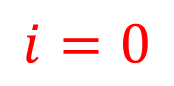 i = 0